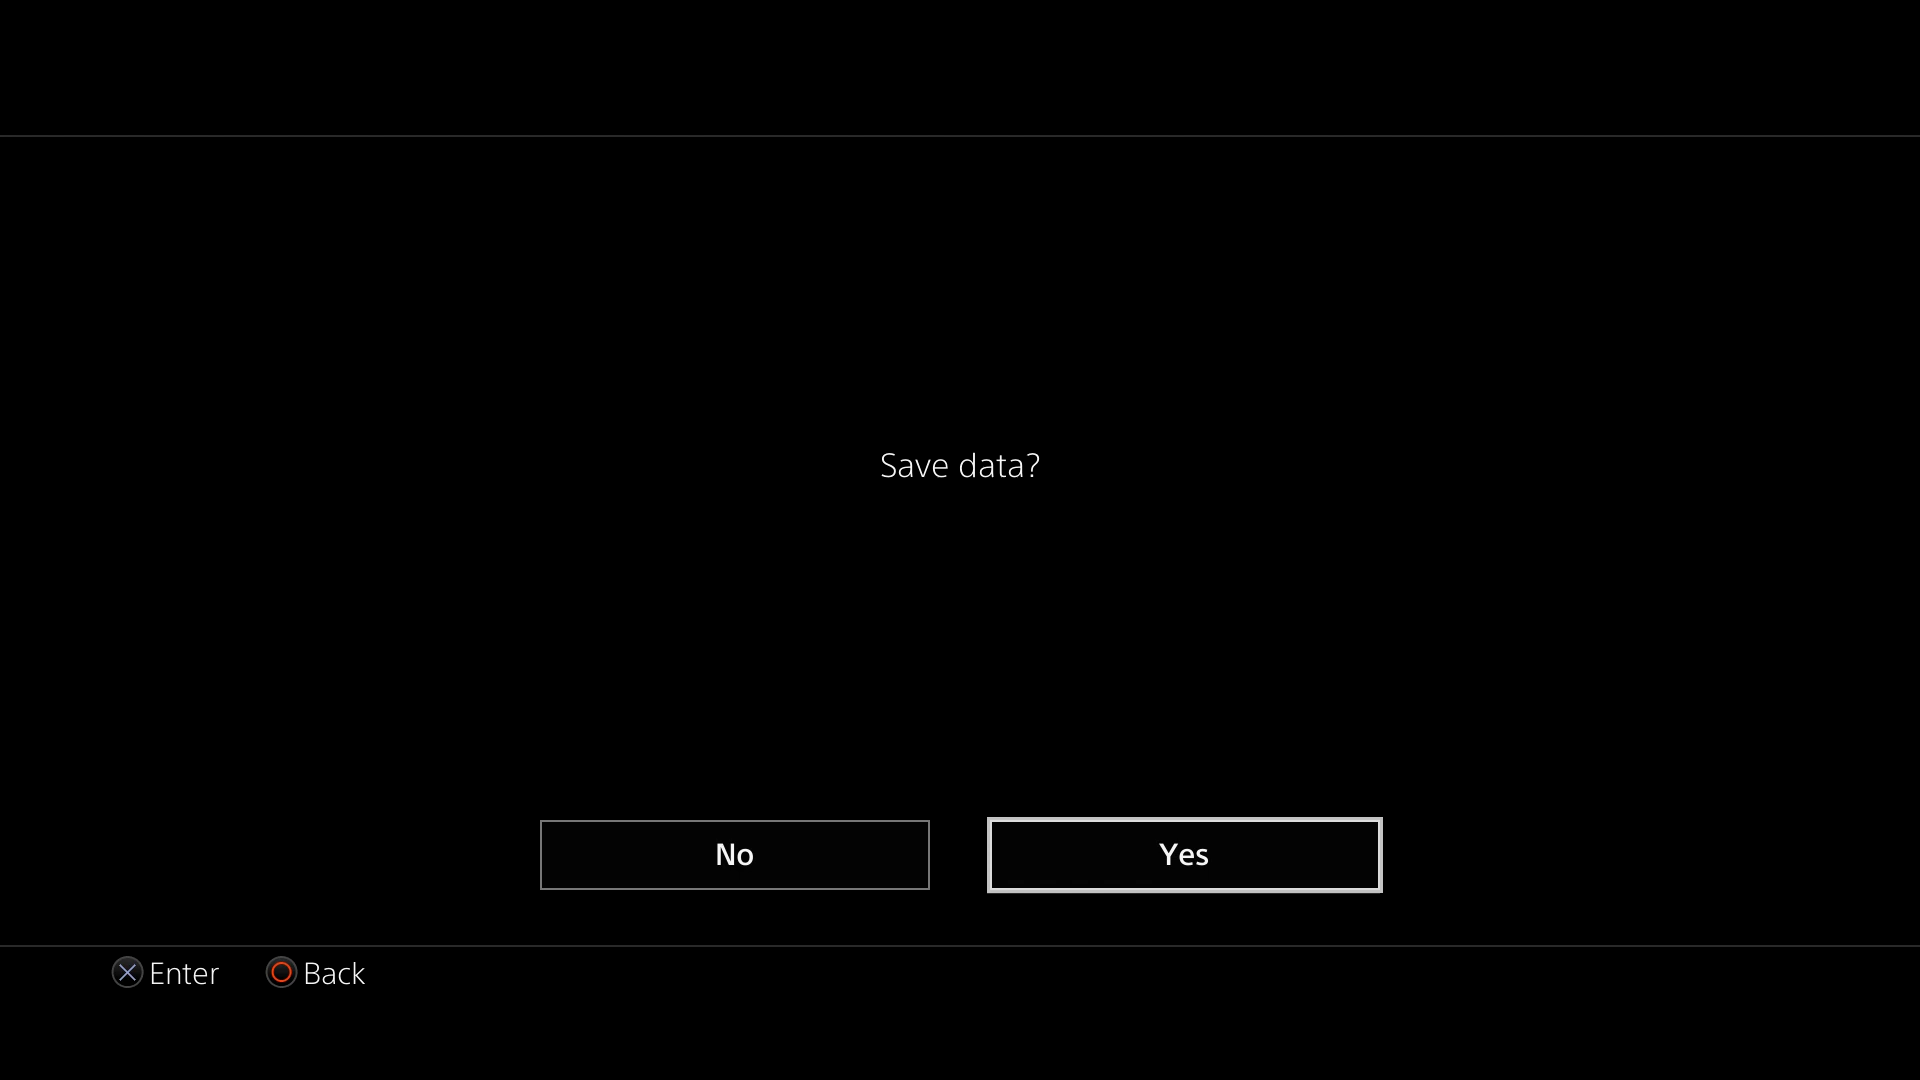 Save data?
No
Yes
Enter
Back